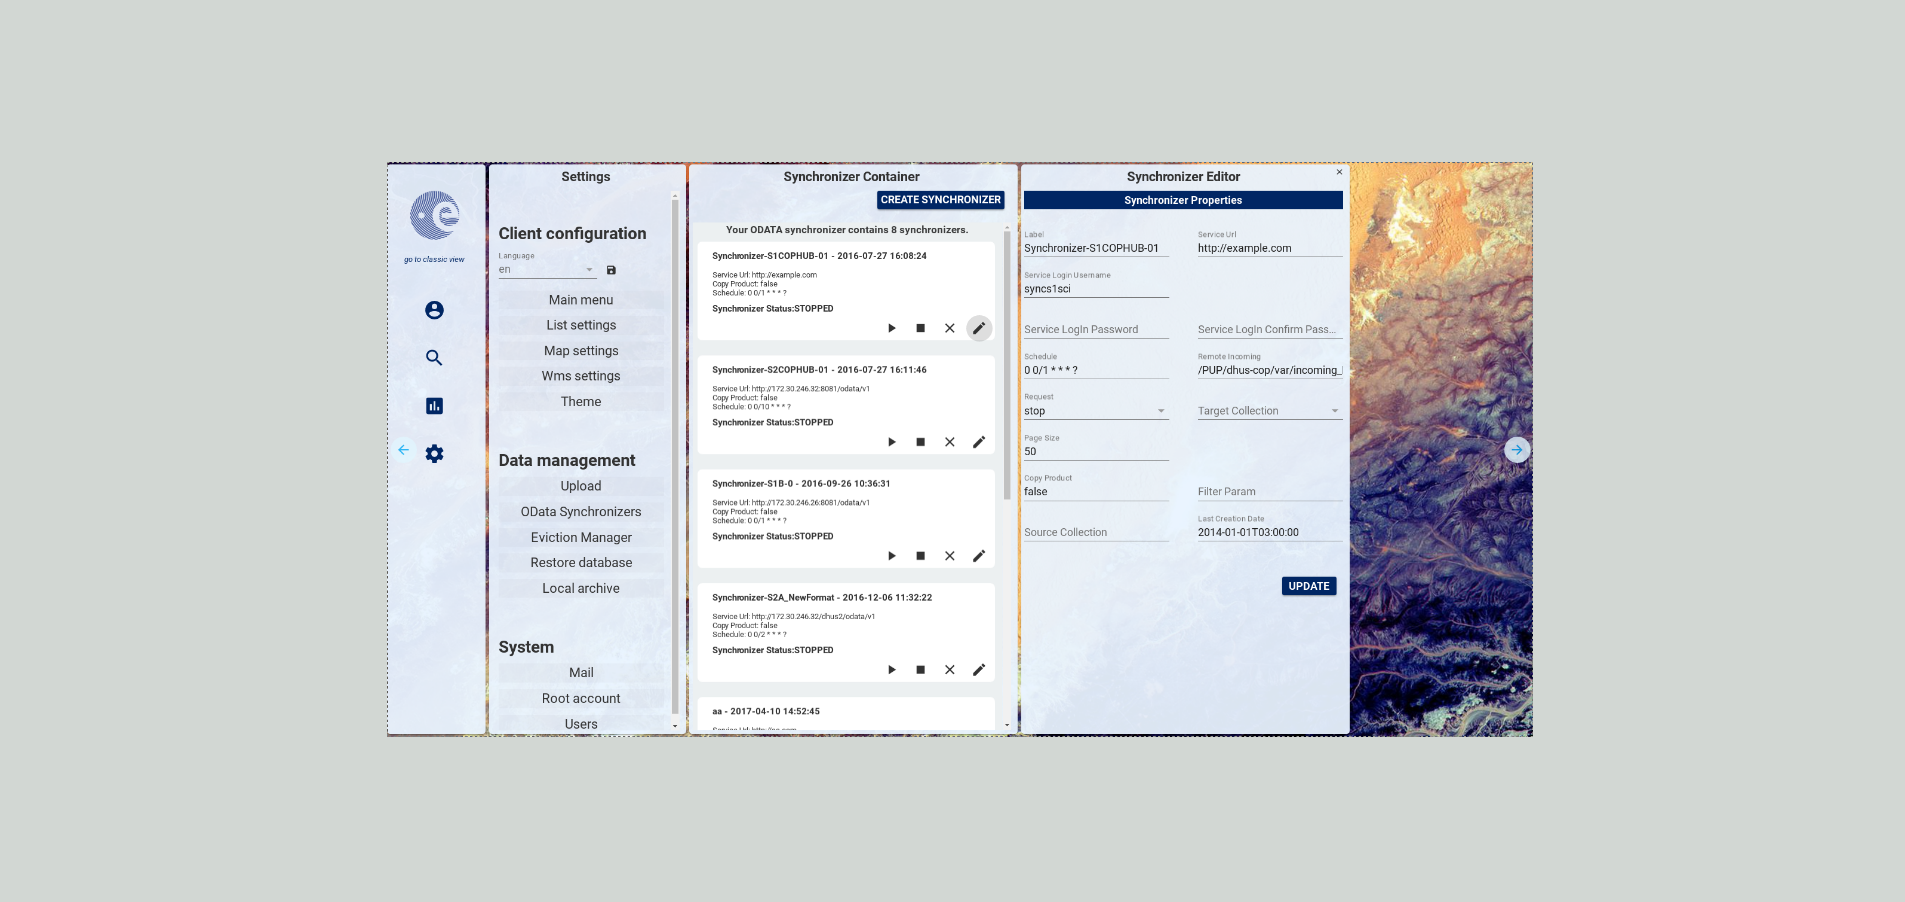 go to classic view
Settings
Client configuration
Language
en
Main menu
List settings
Map settings
Wms settings
Theme
Data management
Upload
OData Synchronizers
Eviction Manager
Restore database
Local archive
System
Mail
Root account
Users
Synchronizer Container
CREATE SYNCHRONIZER
Your ODATA synchronizer contains 8 synchronizers.
Synchronizer-S1COPHUB-01 - 2016-07-27 16:08:24
Service Url: http://example.com
Copy Product: false
Schedule: 0 0/1 * * * ?
Synchronizer Status:STOPPED
Synchronizer-S2COPHUB-01 - 2016-07-27 16:11:46
Service Url: http://172.30.246.32:8081/odata/v1
Copy Product: false
Schedule: 0 0/10 * * * ?
Synchronizer Status:STOPPED
Synchronizer-S1B-0 - 2016-09-26 10:36:31
Service Url: http://172.30.246.26:8081/odata/v1
Copy Product: false
Schedule: 0 0/1 * * * ?
Synchronizer Status:STOPPED
Synchronizer-S2A_NewFormat - 2016-12-06 11:32:22
Service Url: http://172.30.246.32/dhus2/odata/v1
Copy Product: false
Schedule: 0 0/2 * * * ?
Synchronizer Status:STOPPED
aa - 2017-04-10 14:52:45
Synchronizer Editor
Synchronizer Properties
Label
Synchronizer-S1COPHUB-01
Service Url
http://example.com
Service Login Username
syncs1sci
Service LogIn Password
Service LogIn Confirm Pass...
Schedule
0 0/1 * * * ?
Remote Incoming
/PUP/dhus-cop/var/incoming_
Request
stop
Target Collection
Page Size
50
Copy Product
false
Filter Param
Source Collection
Last Creation Date
2014-01-01T03:00:00
UPDATE